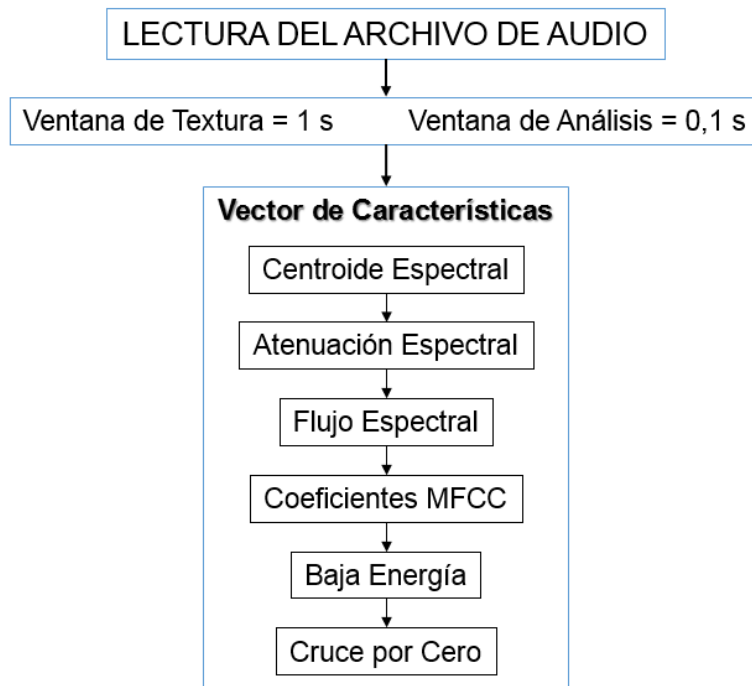 LECTURA DEL ARCHIVO DE AUDIO
Ventana de Textura = 1 s Ventana de Análisis = 0,1 s
Vector de Características
Centroide Espectral
Atenuación Espectral
Flujo Espectral
Coeficientes MFCC
Baja Energía
Cruce por Cero